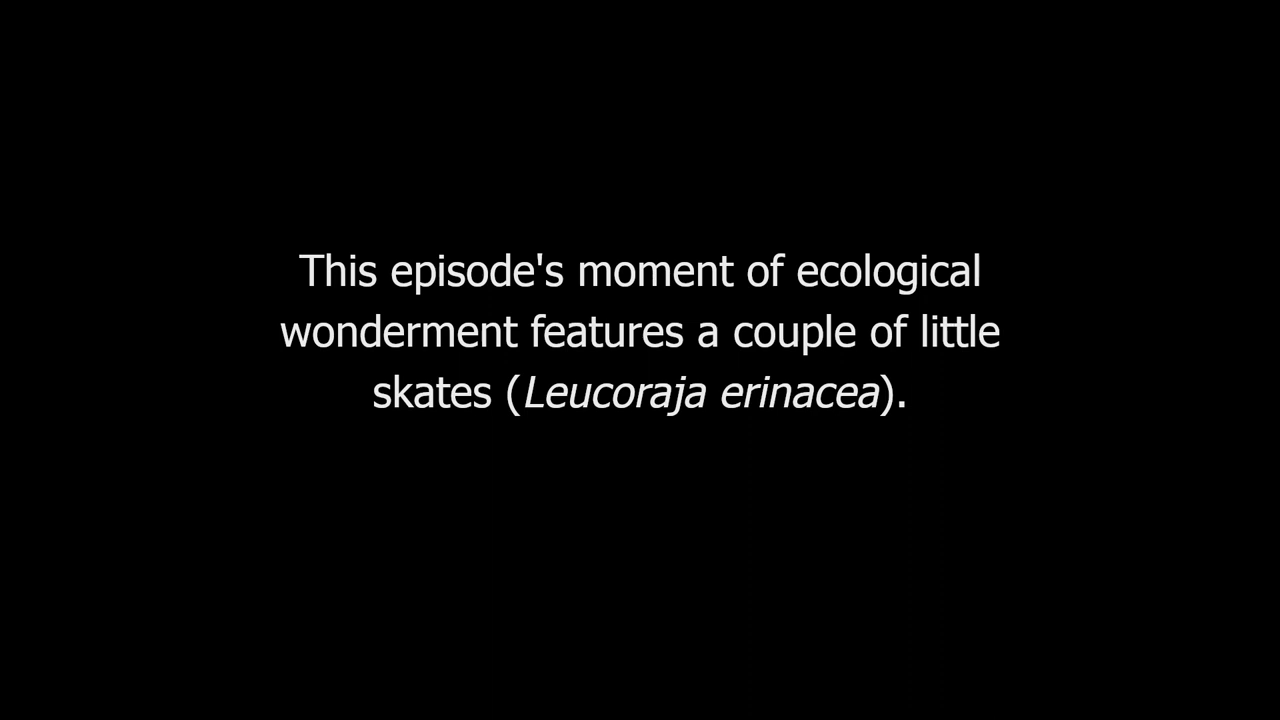 This episode's moment of ecological
wonderment features a couple of little
skates (Leucoraja erinacea).